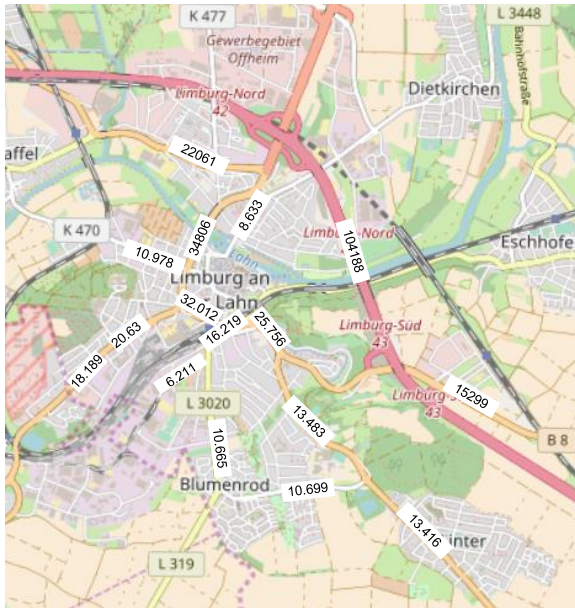 K 477
L 3448
Gewerbegebiet
Offheim
Bahnhofstraße
Limburg-Nord
42
Dietkirchen
affel
22061
8.633
34806
K 470
10.978
Limburg-Nord
104188
Eschhofe
Lahn
Limburg an
Lahn
32.012
16.219
25.756
Limburg-Süd
43
20.63
18.189
6.211
L 3020
Limburg-S
43
15299
13.483
B 8
10.665
Blumenrod
10.699
13.416
inter
L 319